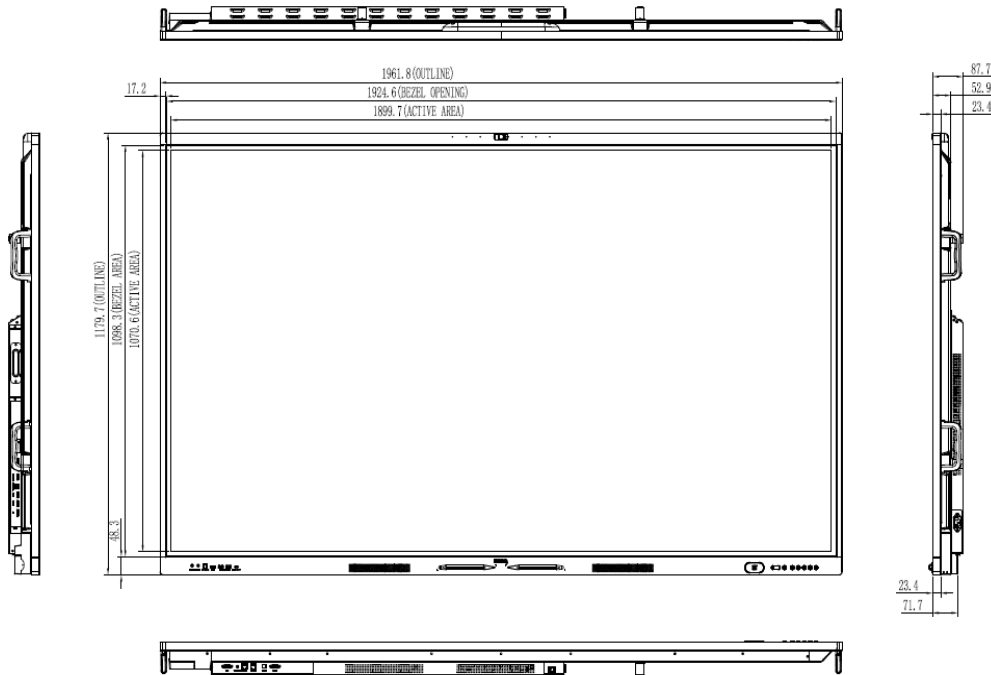 1961.8(OUTLINE)
17.2
1924.6(BEZEL OPENING)
1899.7(ACTIVE AREA)
87.7
52.9
23.4
1179.7(OUTLINE)
1098.3(BEZEL AREA)
1070.6(ACTIVE AREA)
48.3
23.4
71.7